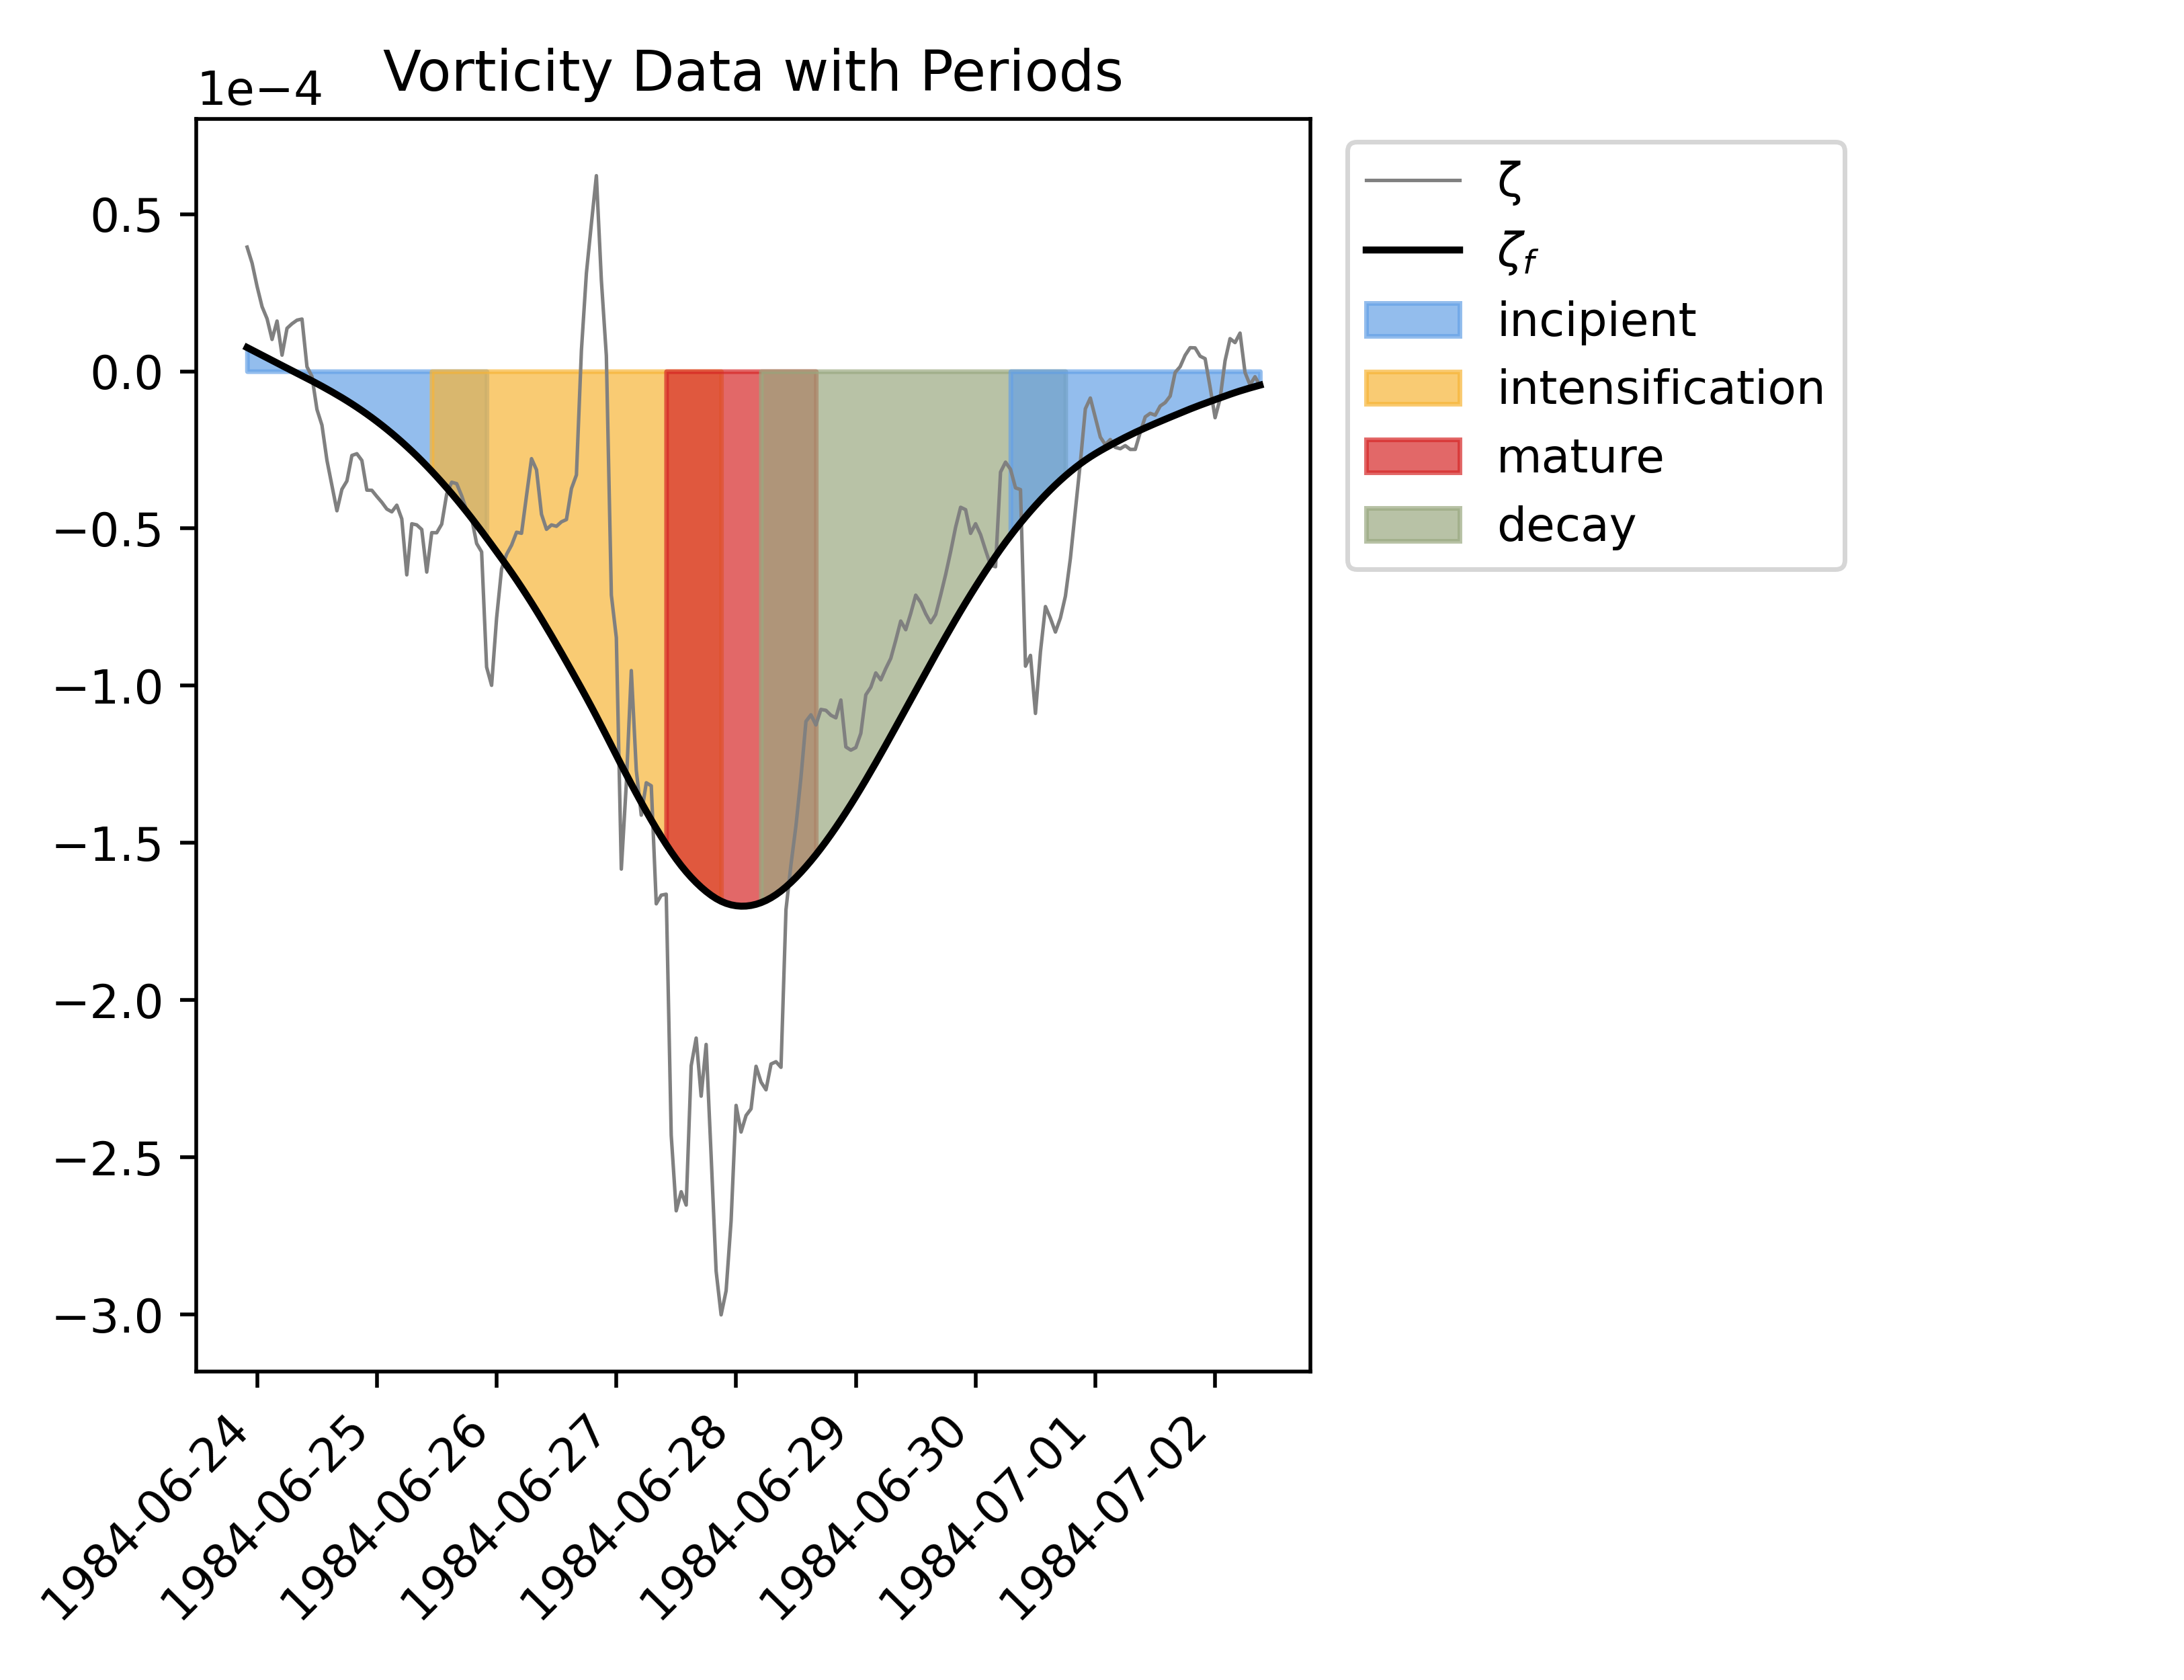 Vorticity Data with Periods
1e−4
0.5
0.0
−0.5
−1.0
−1.5
−2.0
−2.5
−3.0
1984-06-24
1984-06-25
1984-06-26
1984-06-27
1984-06-28
1984-06-29
1984-06-30
1984-07-01
1984-07-02
ζ
ζf
incipient
intensification
mature
decay